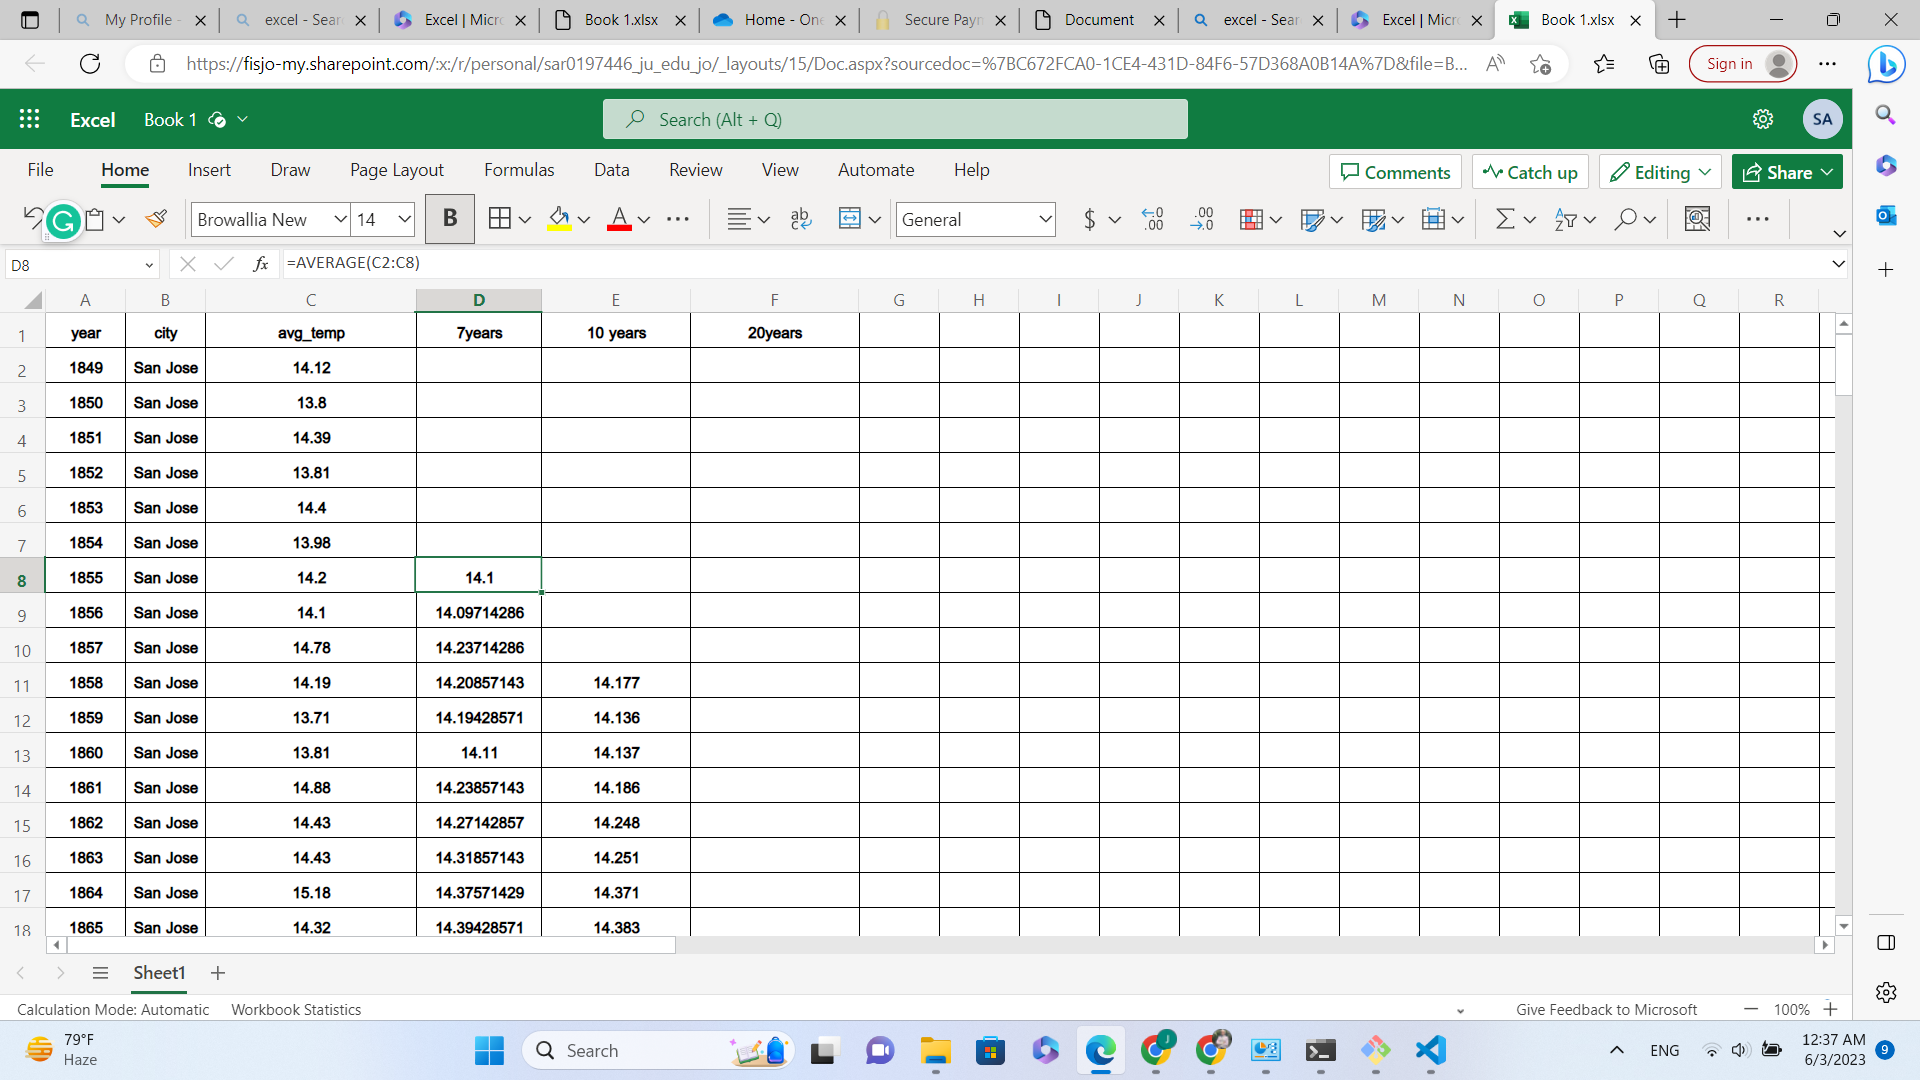 My Profile -
excel - Sear
Excel | Micro
Book 1.xlsx
Home - One
Secure Payn
Document
excel - Sear
Excel | Micro
Book 1.xlsx
https://fisjo-my.sharepoint.com/:x:/r/personal/sar0197446_ju_edu_jo/_layouts/15/Doc.aspx?sourcedoc=%7BC672FCA0-1CE4-431D-84F6-57D368A0B14A%7D&file=B...
Sign in
Excel Book 1
Search (Alt + Q)
SA
File Home Insert Draw Page Layout Formulas Data Review View Automate Help
Comments Catch up Editing Share
Browallia New 14 B A ab General $ .00 .00
D8 fx =AVERAGE(C2:C8)
A B C D E F G H I J K L M N O P Q R
1 year city avg_temp 7years 10 years 20years
2 1849 San Jose 14.12
3 1850 San Jose 13.8
4 1851 San Jose 14.39
5 1852 San Jose 13.81
6 1853 San Jose 14.4
7 1854 San Jose 13.98
8 1855 San Jose 14.2 14.1
9 1856 San Jose 14.1 14.09714286
10 1857 San Jose 14.78 14.23714286
11 1858 San Jose 14.19 14.20857143 14.177
12 1859 San Jose 13.71 14.19428571 14.136
13 1860 San Jose 13.81 14.11 14.137
14 1861 San Jose 14.88 14.23857143 14.186
15 1862 San Jose 14.43 14.27142857 14.248
16 1863 San Jose 14.43 14.31857143 14.251
17 1864 San Jose 15.18 14.37571429 14.371
18 1865 San Jose 14.32 14.39428571 14.383
Sheet1
Calculation Mode: Automatic Workbook Statistics Give Feedback to Microsoft 100%
79°F
Haze
Search
ENG
12:37 AM
6/3/2023
9